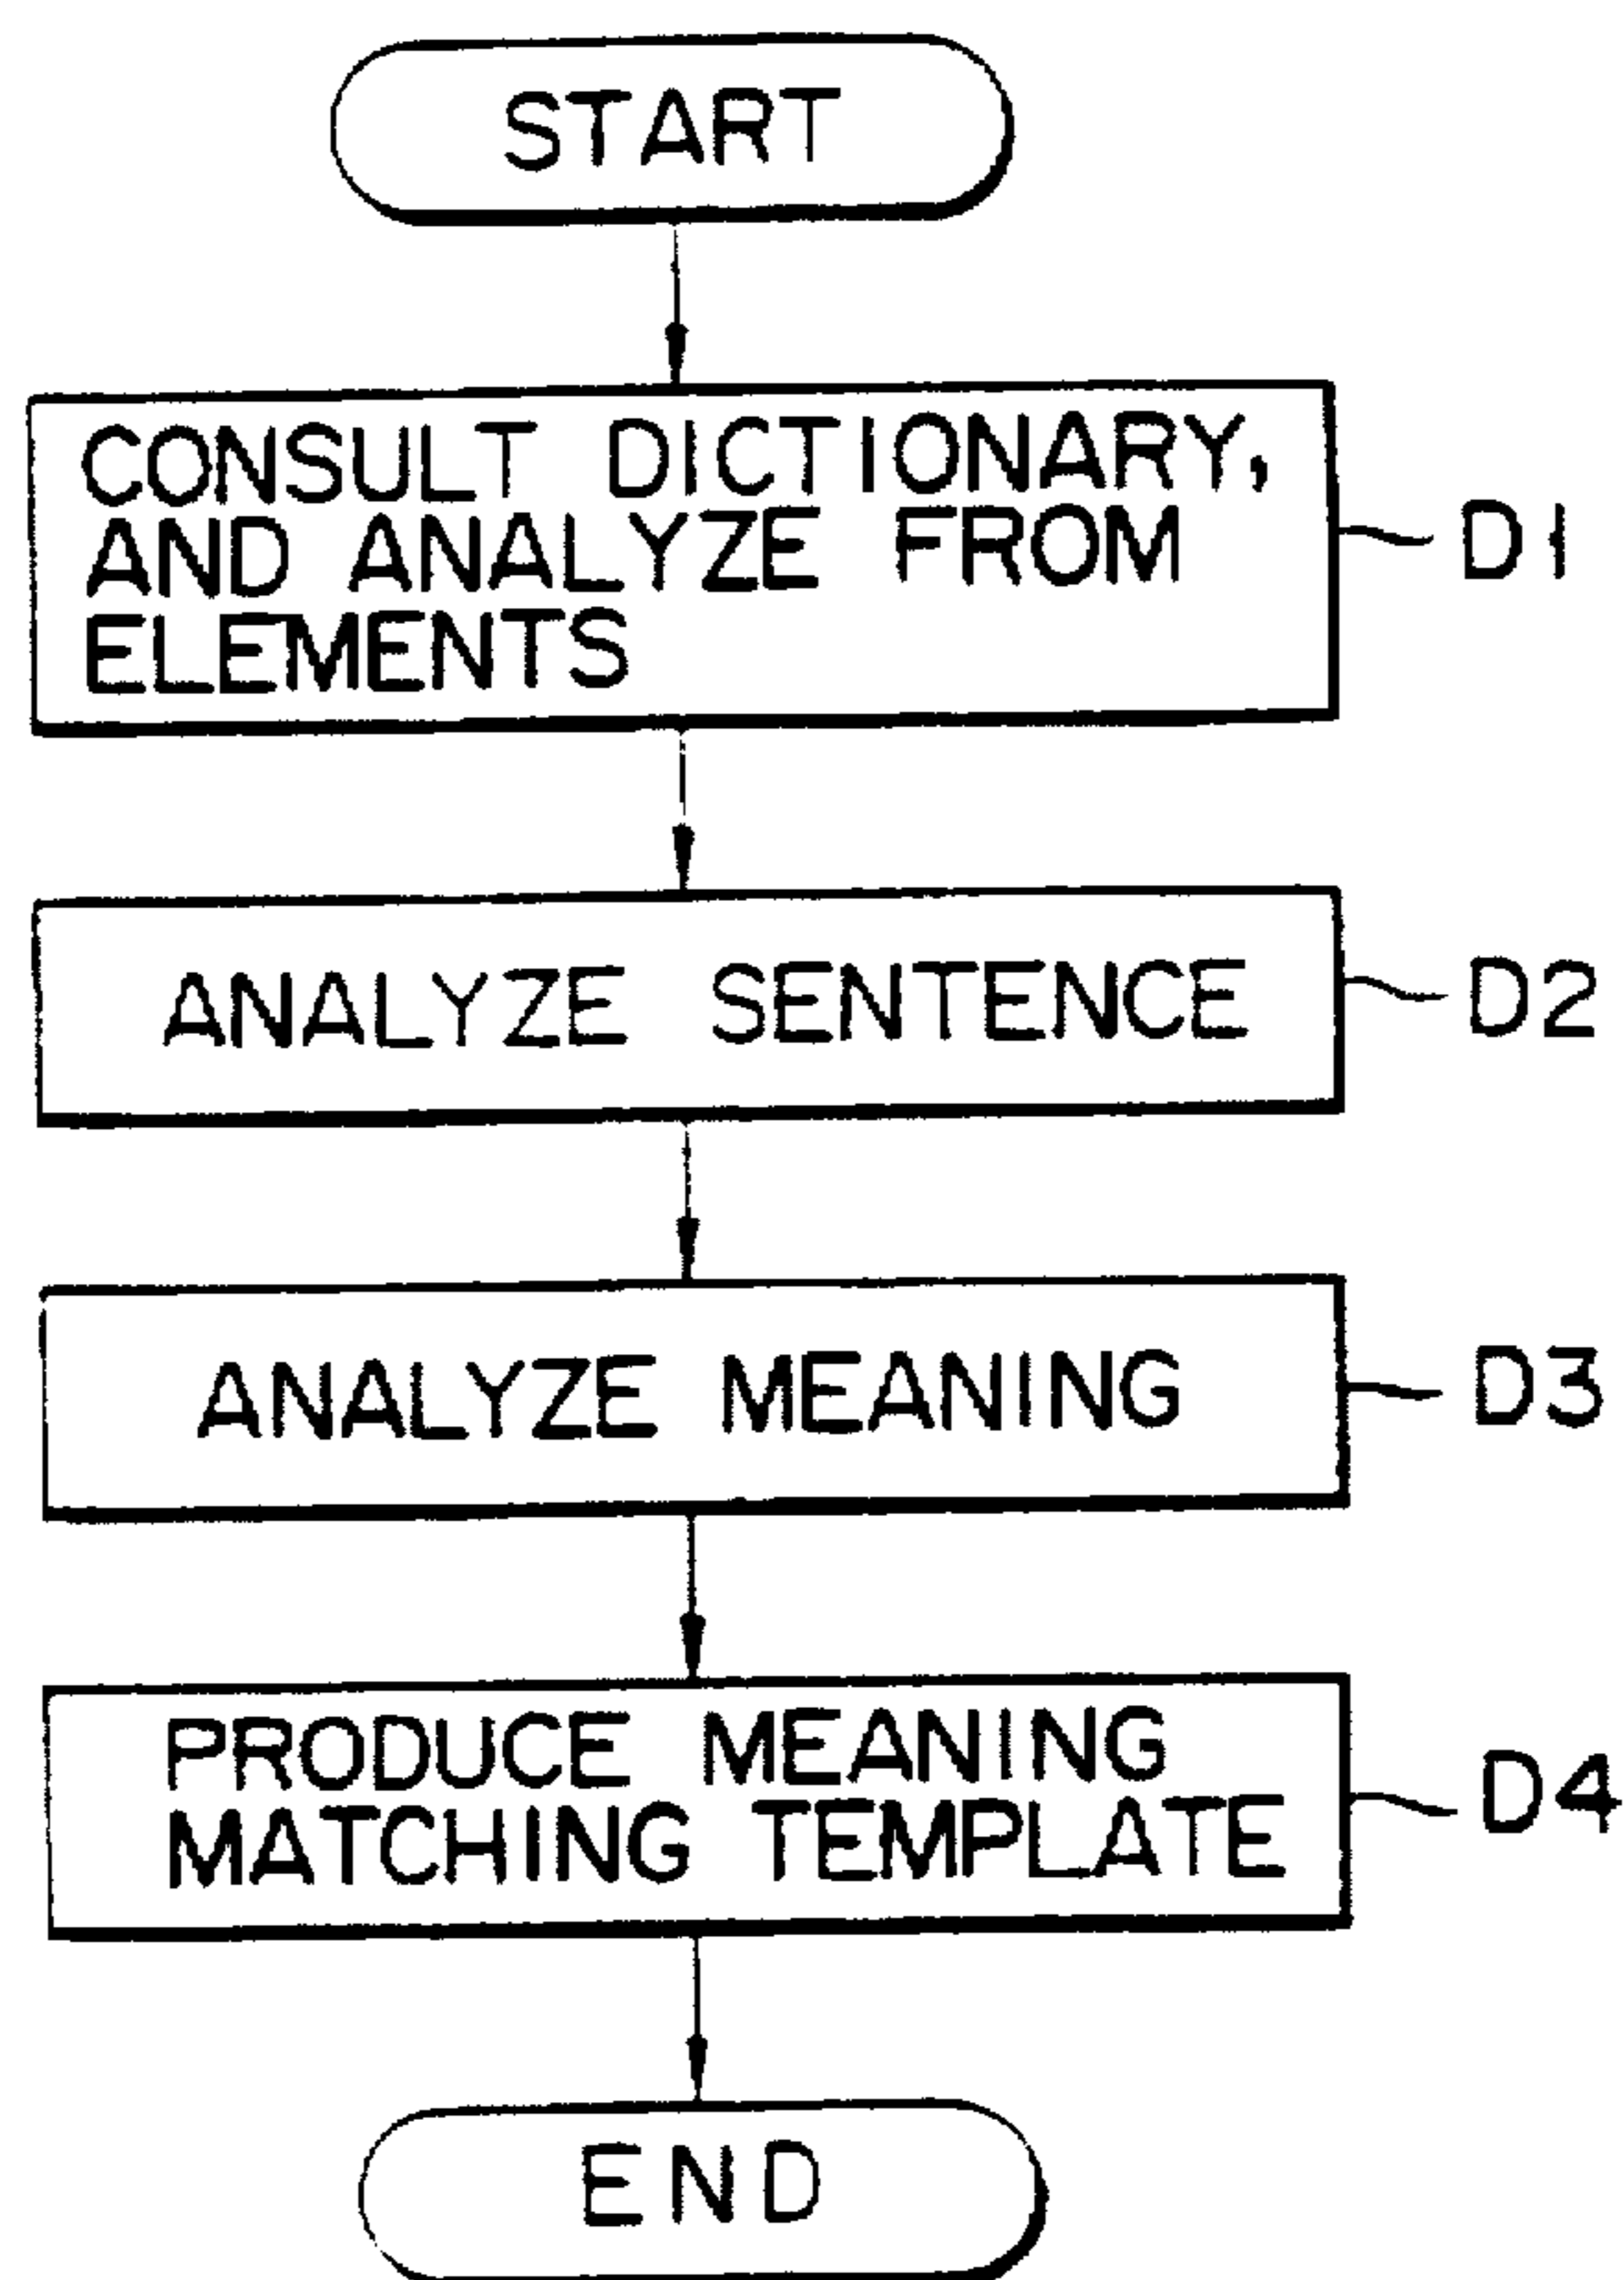 START
CONSULT DICTIONARY,
AND ANALYZE FROM
ELEMENTS
D1
ANALYZE SENTENCE
D2
ANALYZE MEANING
D3
PRODUCE MEANING
MATCHING TEMPLATE
D4
END